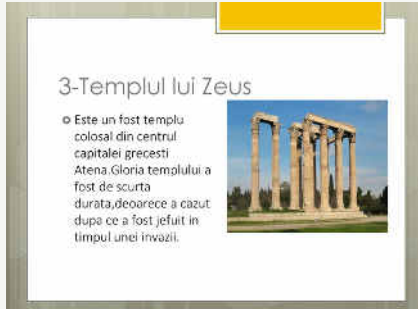 3-Templul lui Zeus
Este un fost templu
colosal din centrul
capitalei grecesti
Atena.Gloria templului a
fost de scurta
durata,deoarece a cazut
dupa ce a fost jefuit in
timpul unei invazii.